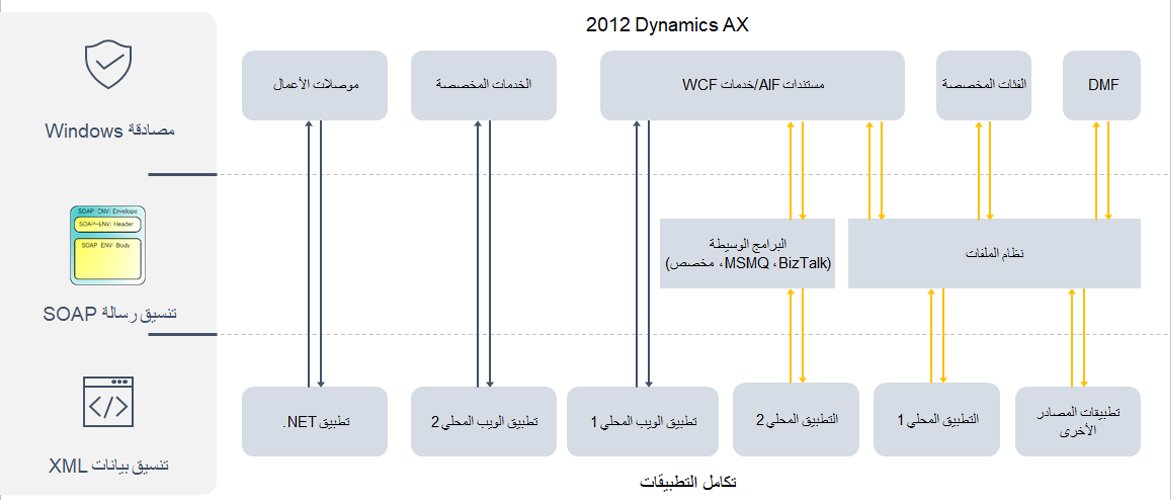 2012 Dynamics AX
مصادقة Windows
موصلات الأعمال
الخدمات المخصصة
مستندات AIF/خدمات WCF
الفئات المخصصة
DMF
SOAP ENV: Envelope
SOAP-ENV: Header
SOAP ENV: Body
تنسيق رسالة SOAP
البرامج الوسيطة
(BizTalk، MSMQ، مخصص)
نظام الملفات
تنسيق بيانات XML
تطبيق NET.
تطبيق الويب المحلي 2
تطبيق الويب المحلي 1
التطبيق المحلي 2
التطبيق المحلي 1
تطبيقات المصادر
الأخرى
تكامل التطبيقات